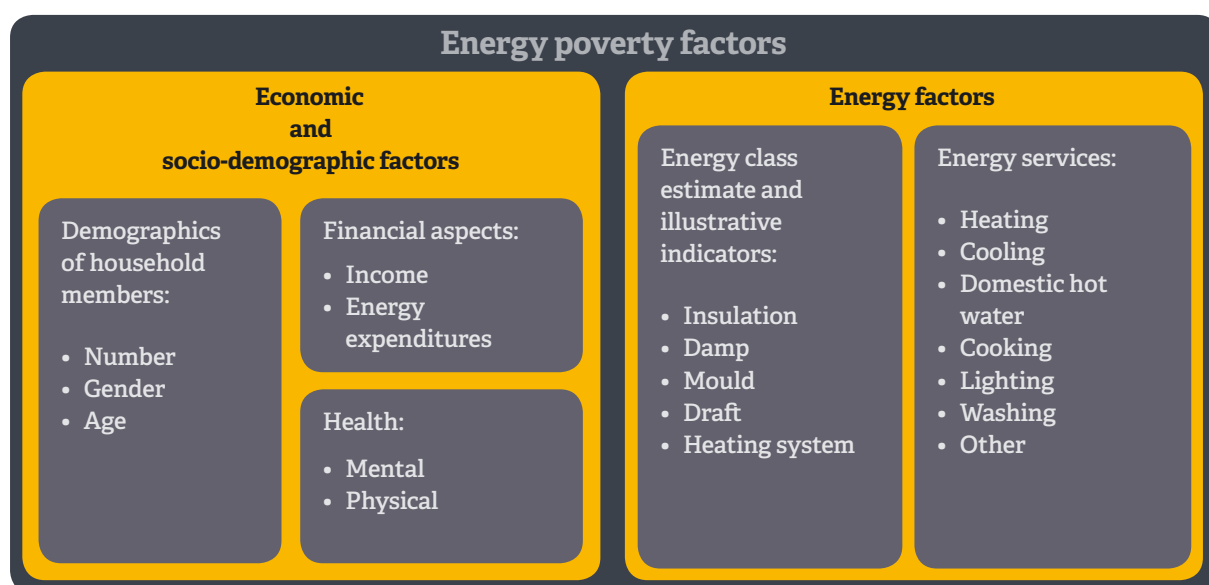 Energy poverty factors
Economic
and
socio-demographic factors
Demographics
of household
members:
• Number
• Gender
• Age
Financial aspects:
• Income
• Energy
expenditures
Health:
• Mental
• Physical
Energy factors
Energy class
estimate and
illustrative
indicators:
• Insulation
• Damp
• Mould
• Draft
• Heating system
Energy services:
• Heating
• Cooling
• Domestic hot
water
• Cooking
• Lighting
• Washing
• Other